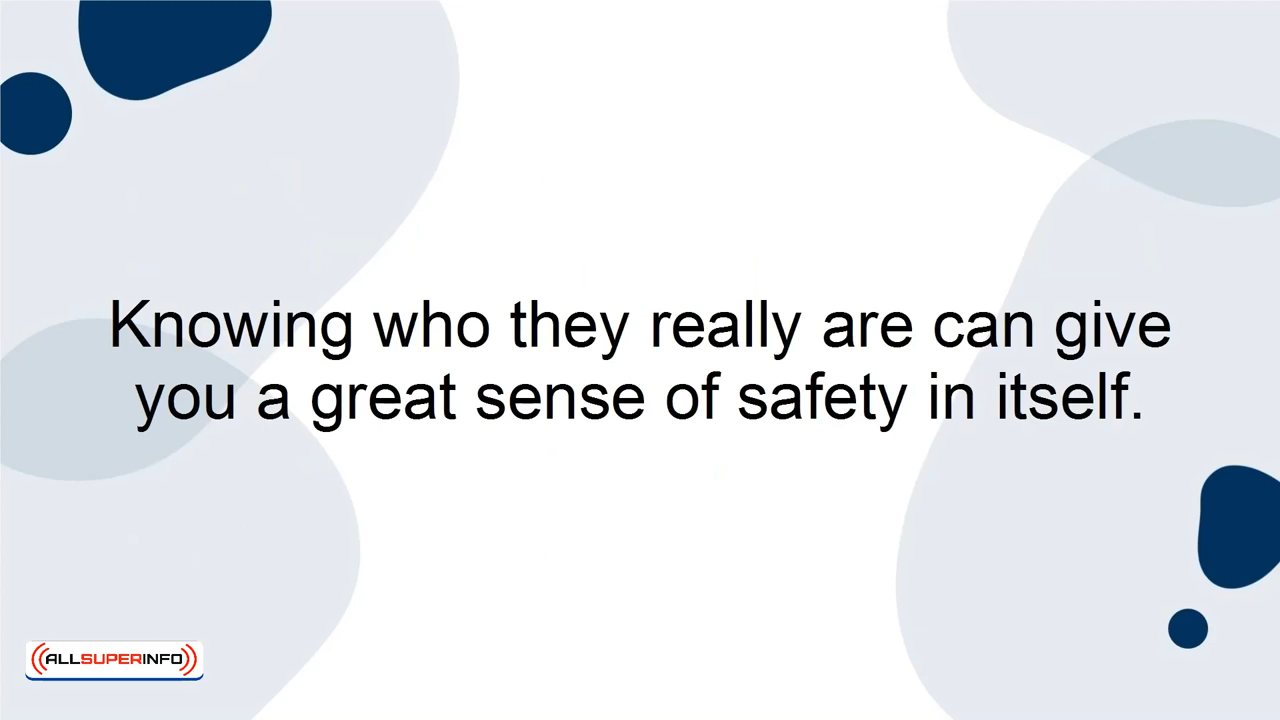 Knowing who they really are can give
you a great sense of safety in itself.
((ALLSUPERINFO))